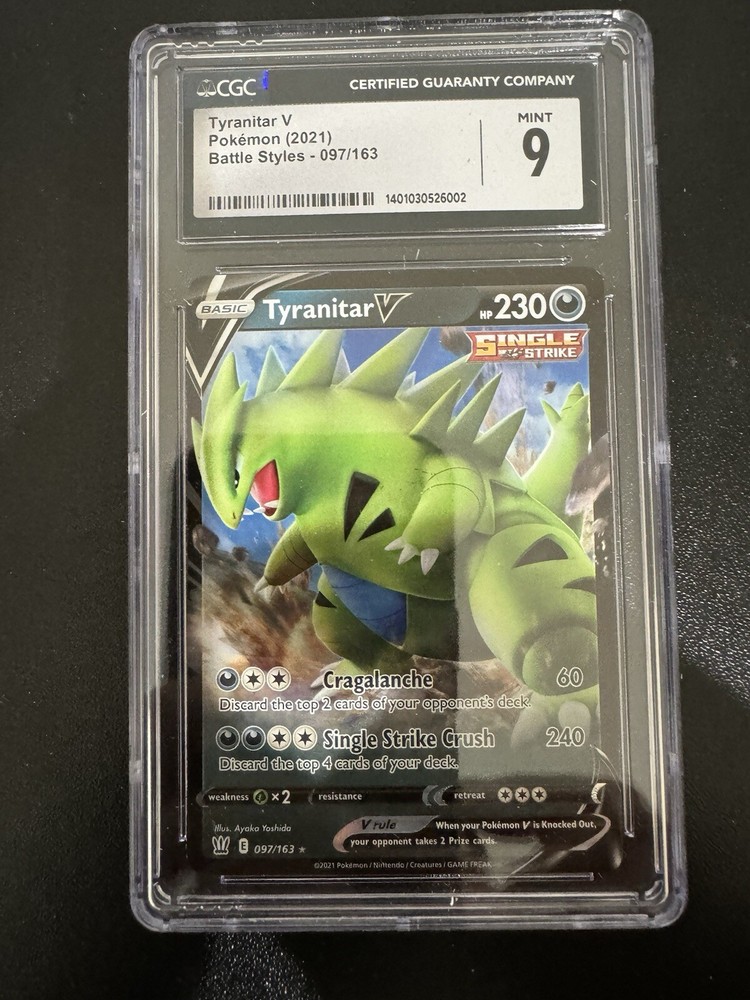 CGC CERTIFIED GUARANTY COMPANY
Tyranitar V
Pokémon (2021)
Battle Styles - 097/163
MINT
9
1401030526002
BASIC Tyranitar V HP 230
SINGLE
STRIKE
Cragalanche 60
Discard the top 2 cards of your opponent's deck.
Single Strike Crush 240
Discard the top 4 cards of your deck.
weakness ×2 resistance retreat
V rule When your Pokémon V is Knocked Out,
your opponent takes 2 Prize cards.
Illus. Ayaka Yoshida
E 097/163 ★
©2021 Pokémon / Nintendo / Creatures / GAME FREAK